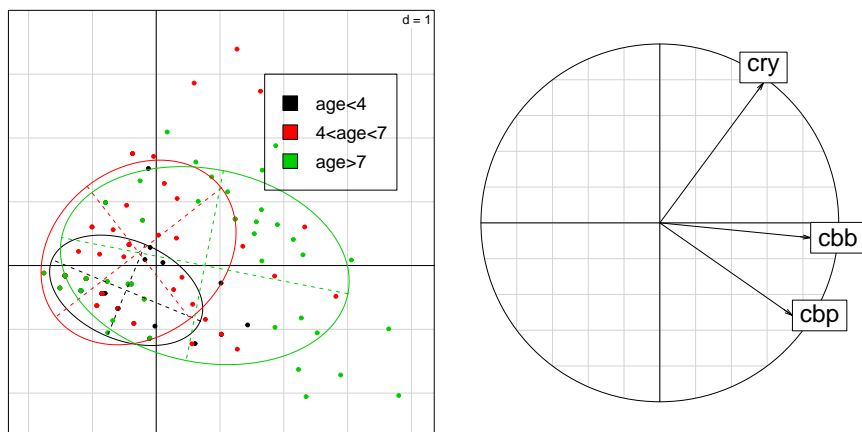 d = 1
age<4
4<age<7
age>7
cry
cbb
cbp